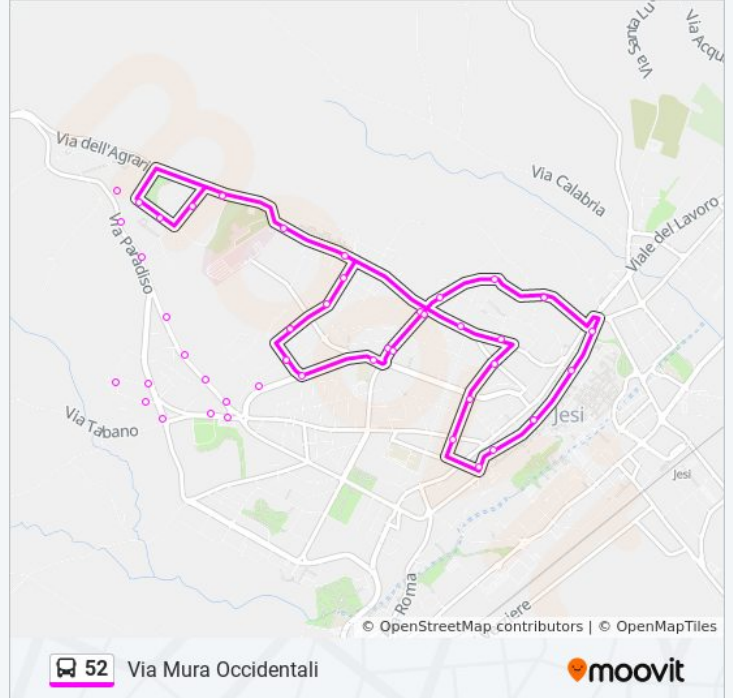 Via Santa Lu
Via Acqu
Via dell'Agrari
Via Calabria
Viale del Lavoro
Via Paradiso
Jesi
Via Tabano
Jesi
Via Roma
© OpenStreetMap contributors | © OpenMapTiles
52 Via Mura Occidentali
moovit